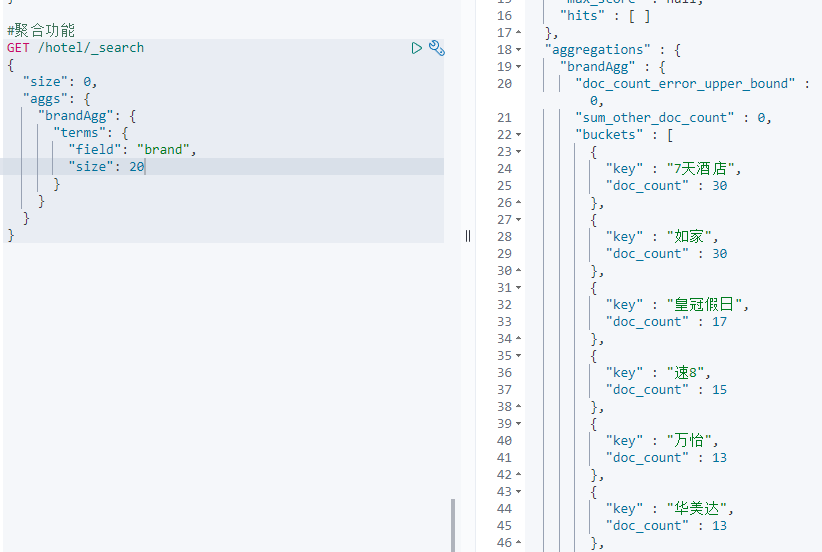 }
#聚合功能
GET /hotel/_search
{
  "size": 0,
  "aggs": {
    "brandAgg": {
      "terms": {
        "field": "brand",
        "size": 20
      }
    }
  }
}
15 "max_score" : null,
16 "hits" : [ ]
17 },
18 "aggregations" : {
19 "brandAgg" : {
20 "doc_count_error_upper_bound" :
0,
21 "sum_other_doc_count" : 0,
22 "buckets" : [
23 {
24 "key" : "7天酒店",
25 "doc_count" : 30
26 },
27 {
28 "key" : "如家",
29 "doc_count" : 30
30 },
31 {
32 "key" : "皇冠假日",
33 "doc_count" : 17
34 },
35 {
36 "key" : "速8",
37 "doc_count" : 15
38 },
39 {
40 "key" : "万怡",
41 "doc_count" : 13
42 },
43 {
44 "key" : "华美达",
45 "doc_count" : 13
46 },